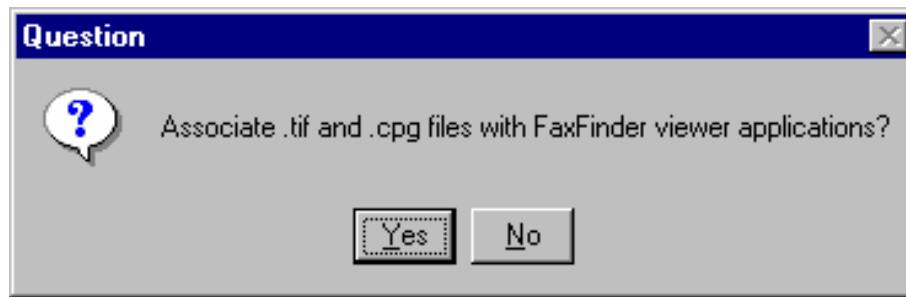 Question
Associate .tif and .cpg files with FaxFinder viewer applications?
Yes No